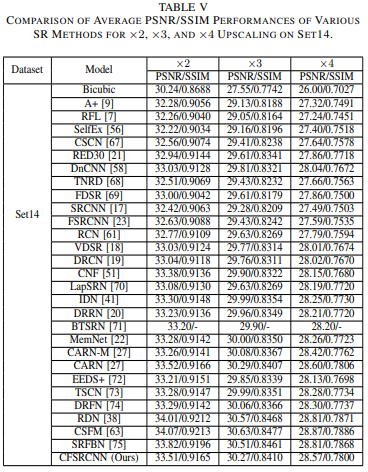 TABLE V
COMPARISON OF AVERAGE PSNR/SSIM PERFORMANCES OF VARIOUS
SR METHODS FOR ×2, ×3, AND ×4 UPSCALING ON SET14.
Dataset Model ×2 ×3 ×4
PSNR/SSIM PSNR/SSIM PSNR/SSIM
Set14
Bicubic 30.24/0.8688 27.55/0.7742 26.00/0.7027
A+ [9] 32.28/0.9056 29.13/0.8188 27.32/0.7491
RFL [7] 32.26/0.9040 29.05/0.8164 27.24/0.7451
SelfEx [56] 32.22/0.9034 29.16/0.8196 27.40/0.7518
CSCN [67] 32.56/0.9074 29.41/0.8238 27.64/0.7578
RED30 [21] 32.94/0.9144 29.61/0.8341 27.86/0.7718
DnCNN [58] 33.03/0.9128 29.81/0.8321 28.04/0.7672
TNRD [68] 32.51/0.9069 29.43/0.8232 27.66/0.7563
FDSR [69] 33.00/0.9042 29.61/0.8179 27.86/0.7500
SRCNN [17] 32.42/0.9063 29.28/0.8209 27.49/0.7503
FSRCNN [23] 32.63/0.9088 29.43/0.8242 27.59/0.7535
RCN [61] 32.77/0.9109 29.63/0.8269 27.79/0.7594
VDSR [18] 33.03/0.9124 29.77/0.8314 28.01/0.7674
DRCN [19] 33.04/0.9118 29.76/0.8311 28.02/0.7670
CNF [51] 33.38/0.9136 29.90/0.8322 28.15/0.7680
LapSRN [70] 33.08/0.9130 29.63/0.8269 28.19/0.7720
IDN [41] 33.30/0.9148 29.99/0.8354 28.25/0.7730
DRRN [20] 33.23/0.9136 29.96/0.8349 28.21/0.7720
BTSRN [71] 33.20/- 29.90/- 28.20/-
MemNet [22] 33.28/0.9142 30.00/0.8350 28.26/0.7723
CARN-M [27] 33.26/0.9141 30.08/0.8367 28.42/0.7762
CARN [27] 33.52/0.9166 30.29/0.8407 28.60/0.7806
EEDS+ [72] 33.21/0.9151 29.85/0.8339 28.13/0.7698
TSCN [73] 33.28/0.9147 29.99/0.8351 28.28/0.7734
DRFN [74] 33.29/0.9142 30.06/0.8366 28.30/0.7737
RDN [38] 34.01/0.9212 30.57/0.8468 28.81/0.7871
CSFM [63] 34.07/0.9213 30.63/0.8477 28.87/0.7886
SRFBN [75] 33.82/0.9196 30.51/0.8461 28.81/0.7868
CFSRCNN (Ours) 33.51/0.9165 30.27/0.8410 28.57/0.7800